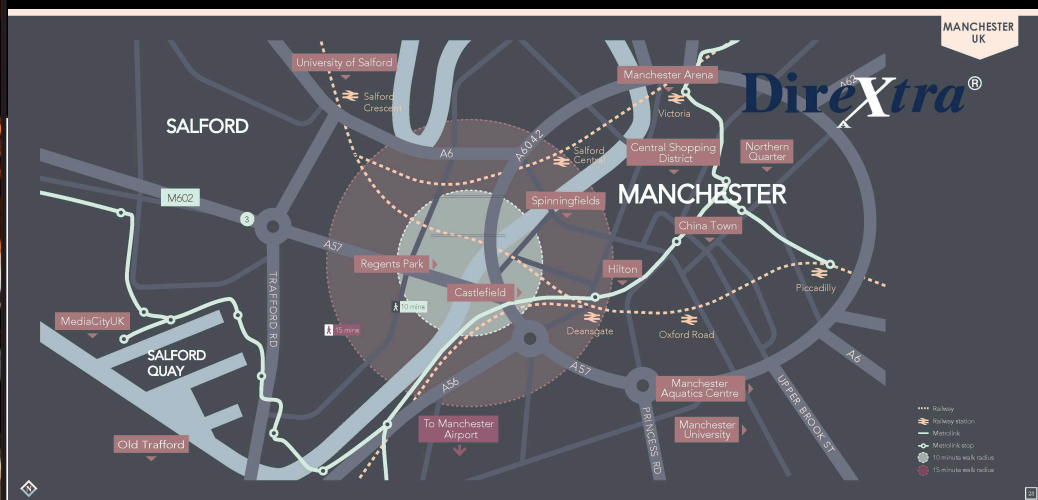 MANCHESTER
UK
DireXtra®
University of Salford
Salford
Crescent
SALFORD
A6
A6042
Salford
Central
Manchester Arena
Victoria
A62
Central Shopping
District
Northern
Quarter
MANCHESTER
M602
3
A57
TRAFFORD RD
Spinningfields
China Town
Regents Park
Hilton
Castlefield
10 mins
15 mins
Piccadilly
Deansgate
Oxford Road
MediaCityUK
SALFORD
QUAY
A6
A56
A57
Manchester
Aquatics Centre
UPPER BROOK ST
PRINCESS RD
Manchester
University
To Manchester
Airport
Old Trafford
Railway
Railway station
Metrolink
Metrolink stop
10 minute walk radius
15 minute walk radius
N